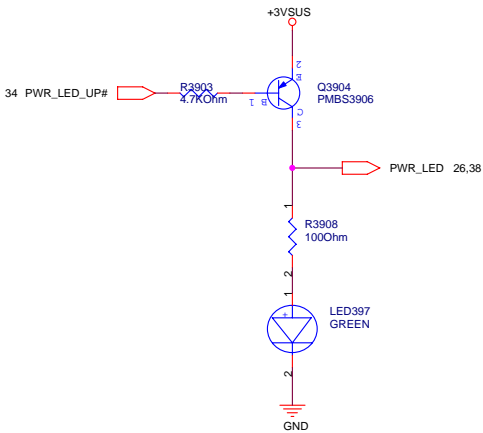 +3VSUS
2
E
34 PWR_LED_UP#
R3903
4.7KOhm
1
B
Q3904
PMBS3906
C
3
PWR_LED 26,38
1
R3908
100Ohm
2
1
+
LED397
GREEN
2
GND